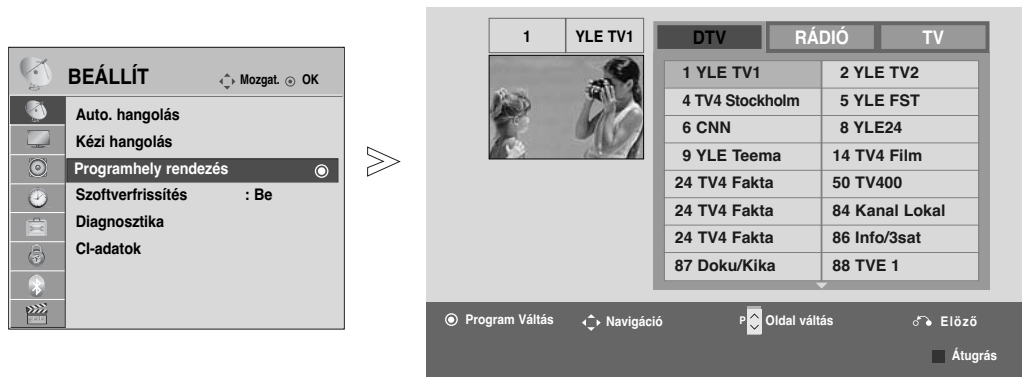 BEÁLLÍT Mozgat. OK
Auto. hangolás
Kézi hangolás
Programhely rendezés
Szoftverfrissítés : Be
Diagnosztika
CI-adatok
1 YLE TV1
DTV RÁDIÓ TV
1 YLE TV1 2 YLE TV2
4 TV4 Stockholm 5 YLE FST
6 CNN 8 YLE24
9 YLE Teema 14 TV4 Film
24 TV4 Fakta 50 TV400
24 TV4 Fakta 84 Kanal Lokal
24 TV4 Fakta 86 Info/3sat
87 Doku/Kika 88 TVE 1
Program Váltás Navigáció P Oldal váltás Elöző
Átugrás